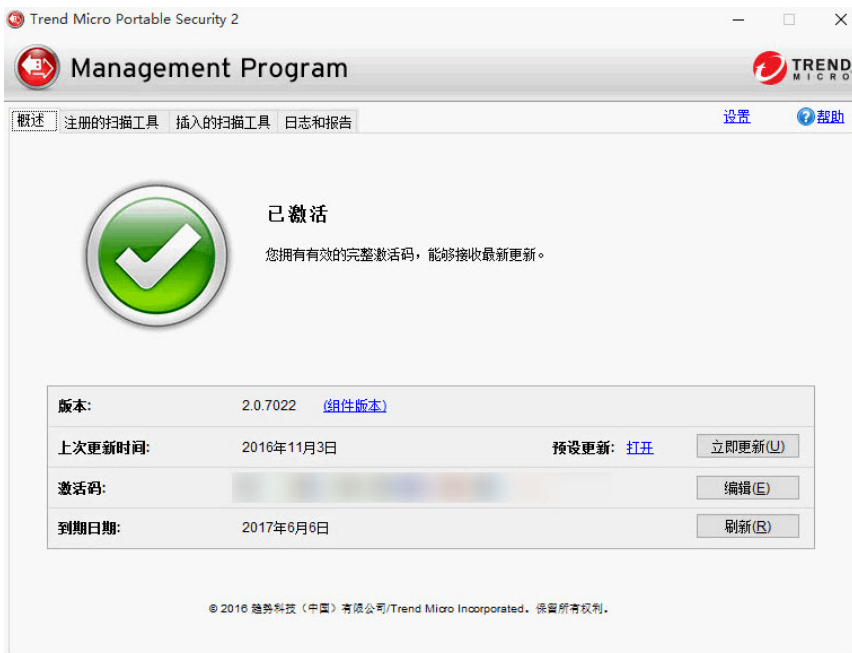 Trend Micro Portable Security 2
Management Program
TREND
MICRO
概述 注册的扫描工具 插入的扫描工具 日志和报告 设置 ?帮助
已激活
您拥有有效的完整激活码，能够接收最新更新。
版本: 2.0.7022 (组件版本)
上次更新时间: 2016年11月3日 预设更新: 打开 立即更新(U)
激活码: 编辑(E)
到期日期: 2017年6月6日 刷新(R)
© 2016 趋势科技（中国）有限公司/Trend Micro Incorporated。保留所有权利。